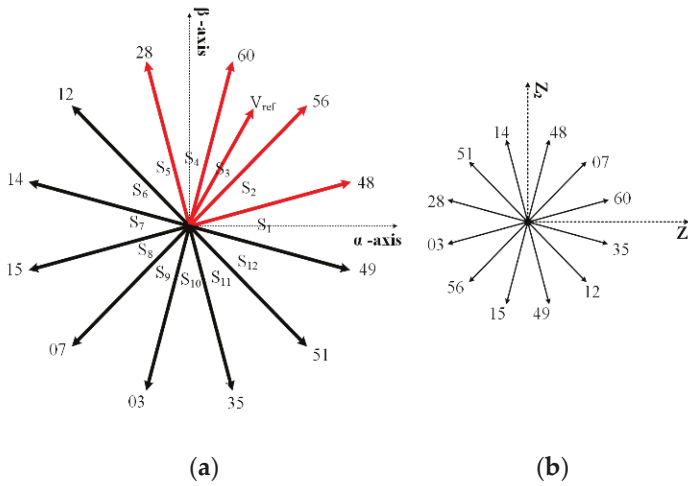 β-axis
28
60
12
56
Vref
S5
S4
S3
S6
S2
14
48
S7
S1
α -axis
S8
S9
S10
S11
S12
15
49
07
51
03
35
(a)
Z2
14
48
51
07
28
60
Z
03
35
56
12
15
49
(b)